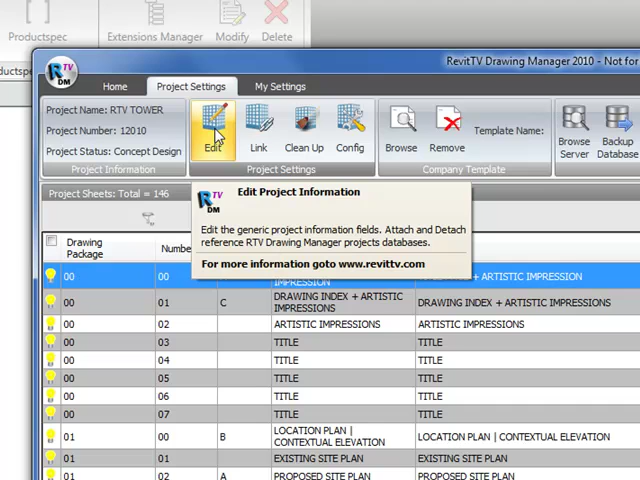 Productspec
Extensions Manager
Modify
Delete
RevitTV Drawing Manager 2010 - Not for
RTV
DM
Home
Project Settings
My Settings
Project Name: RTV TOWER
Project Number: 12010
Project Status: Concept Design
Project Information
Edit
Link
Clean Up
Config
Project Settings
Browse
Remove
Template Name:
Company Template
Browse Server
Backup Database
Project Sheets: Total = 146
RTV
DM
Edit Project Information
Edit the generic project information fields. Attach and Detach
reference RTV Drawing Manager projects databases.
For more information goto www.revittv.com
Drawing Package
00 + ARTISTIC IMPRESSION
IMPRESSION
00 01 C DRAWING INDEX + ARTISTIC IMPRESSIONS DRAWING INDEX + ARTISTIC IMPRESSIONS
00 02 ARTISTIC IMPRESSIONS ARTISTIC IMPRESSIONS
00 03 TITLE TITLE
00 04 TITLE TITLE
00 05 TITLE TITLE
00 06 TITLE TITLE
00 07 TITLE TITLE
01 00 B LOCATION PLAN | CONTEXTUAL ELEVATION LOCATION PLAN | CONTEXTUAL ELEVATION
01 01 EXISTING SITE PLAN EXISTING SITE PLAN
01 02 A PROPOSED SITE PLAN PROPOSED SITE PLAN